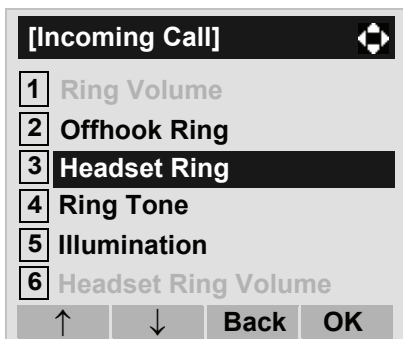 [Incoming Call]
1 Ring Volume
2 Offhook Ring
3 Headset Ring
4 Ring Tone
5 Illumination
6 Headset Ring Volume
↑ ↓ Back OK